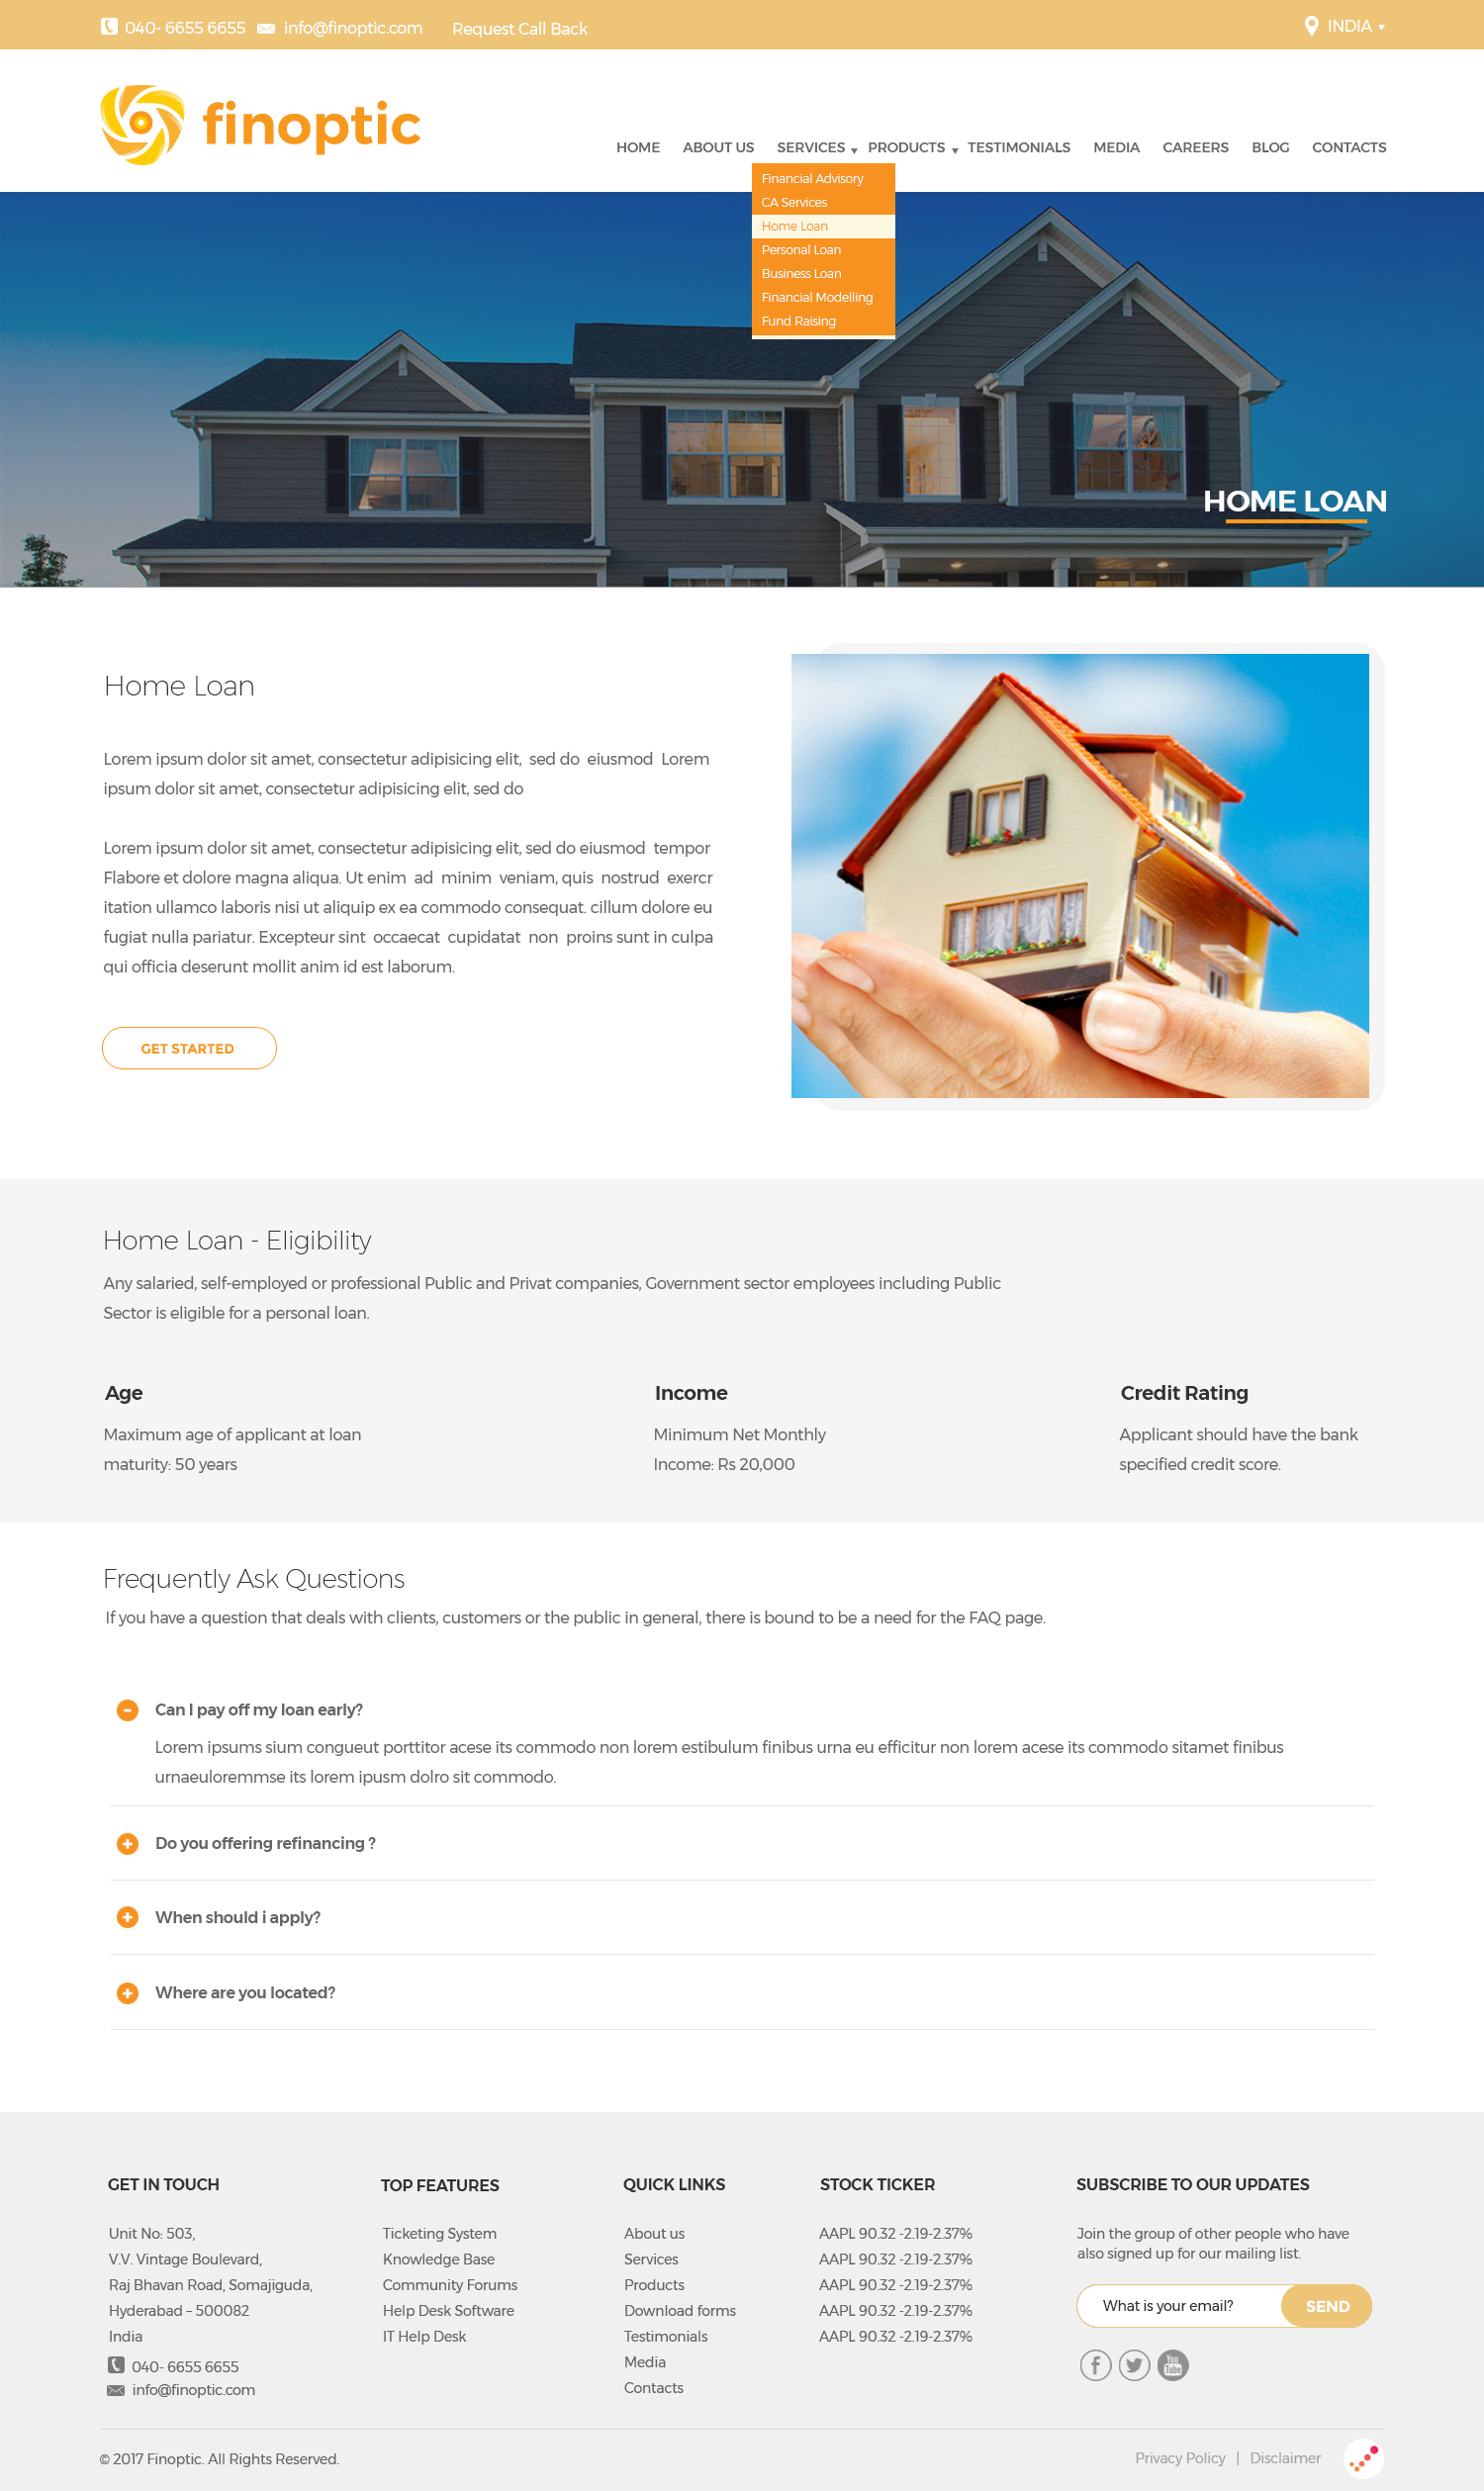 040- 6655 6655 info@finoptic.com Request Call Back INDIA
finoptic
HOME ABOUT US SERVICES PRODUCTS TESTIMONIALS MEDIA CAREERS BLOG CONTACTS
Financial Advisory
CA Services
Home Loan
Personal Loan
Business Loan
Financial Modelling
Fund Raising
HOME LOAN
Home Loan
Lorem ipsum dolor sit amet, consectetur adipisicing elit, sed do eiusmod Lorem
ipsum dolor sit amet, consectetur adipisicing elit, sed do
Lorem ipsum dolor sit amet, consectetur adipisicing elit, sed do eiusmod tempor
Flabore et dolore magna aliqua. Ut enim ad minim veniam, quis nostrud exercr
itation ullamco laboris nisi ut aliquip ex ea commodo consequat. cillum dolore eu
fugiat nulla pariatur. Excepteur sint occaecat cupidatat non proins sunt in culpa
qui officia deserunt mollit anim id est laborum.
GET STARTED
Home Loan - Eligibility
Any salaried, self-employed or professional Public and Privat companies, Government sector employees including Public
Sector is eligible for a personal loan.
Age
Maximum age of applicant at loan
maturity: 50 years
Income
Minimum Net Monthly
Income: Rs 20,000
Credit Rating
Applicant should have the bank
specified credit score.
Frequently Ask Questions
If you have a question that deals with clients, customers or the public in general, there is bound to be a need for the FAQ page.
Can I pay off my loan early?
Lorem ipsums sium congueut porttitor acese its commodo non lorem estibulum finibus urna eu efficitur non lorem acese its commodo sitamet finibus
urnaeuloremmse its lorem ipusm dolro sit commodo.
Do you offering refinancing ?
When should i apply?
Where are you located?
GET IN TOUCH
Unit No: 503,
V.V. Vintage Boulevard,
Raj Bhavan Road, Somajiguda,
Hyderabad – 500082
India
040- 6655 6655
info@finoptic.com
TOP FEATURES
Ticketing System
Knowledge Base
Community Forums
Help Desk Software
IT Help Desk
QUICK LINKS
About us
Services
Products
Download forms
Testimonials
Media
Contacts
STOCK TICKER
AAPL 90.32 -2.19-2.37%
AAPL 90.32 -2.19-2.37%
AAPL 90.32 -2.19-2.37%
AAPL 90.32 -2.19-2.37%
AAPL 90.32 -2.19-2.37%
SUBSCRIBE TO OUR UPDATES
Join the group of other people who have
also signed up for our mailing list.
What is your email? SEND
You
Tube
© 2017 Finoptic. All Rights Reserved. Privacy Policy | Disclaimer